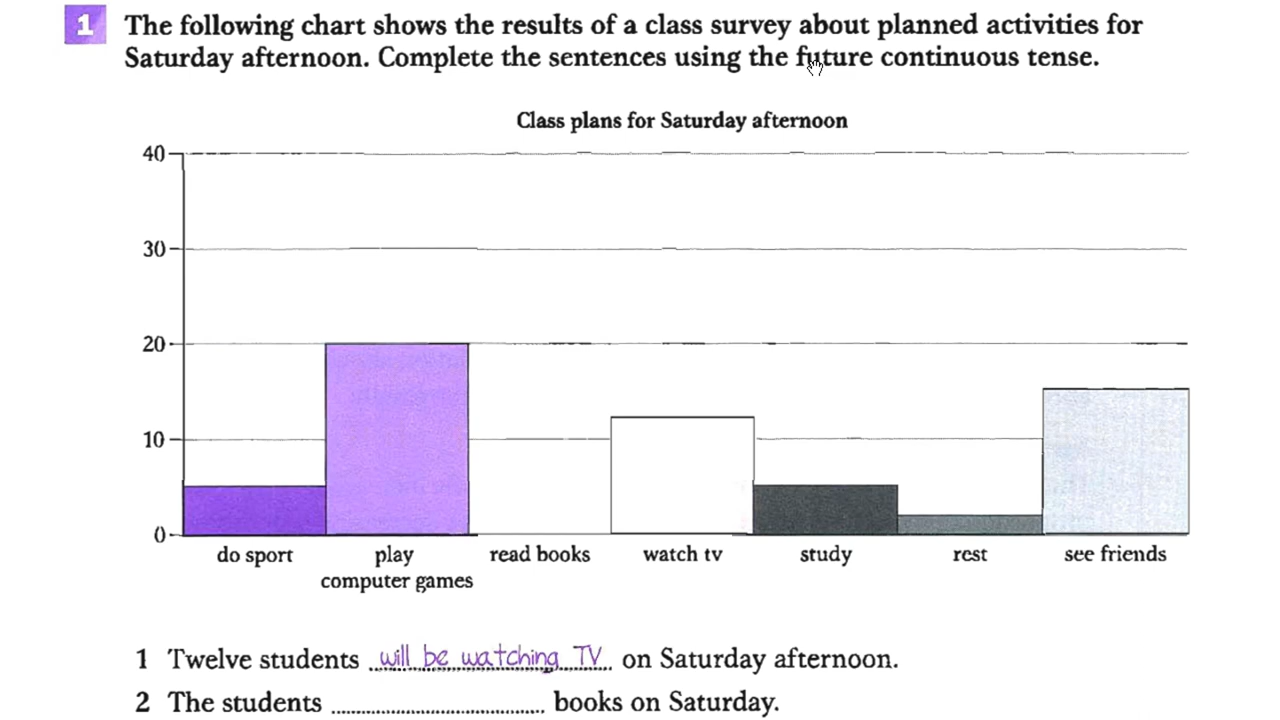 1 The following chart shows the results of a class survey about planned activities for
Saturday afternoon. Complete the sentences using the future continuous tense.
Class plans for Saturday afternoon
40
30
20
10
0
do sport play read books watch tv study rest see friends
computer games
1 Twelve students will be watching TV on Saturday afternoon.
2 The students ........................................ books on Saturday.